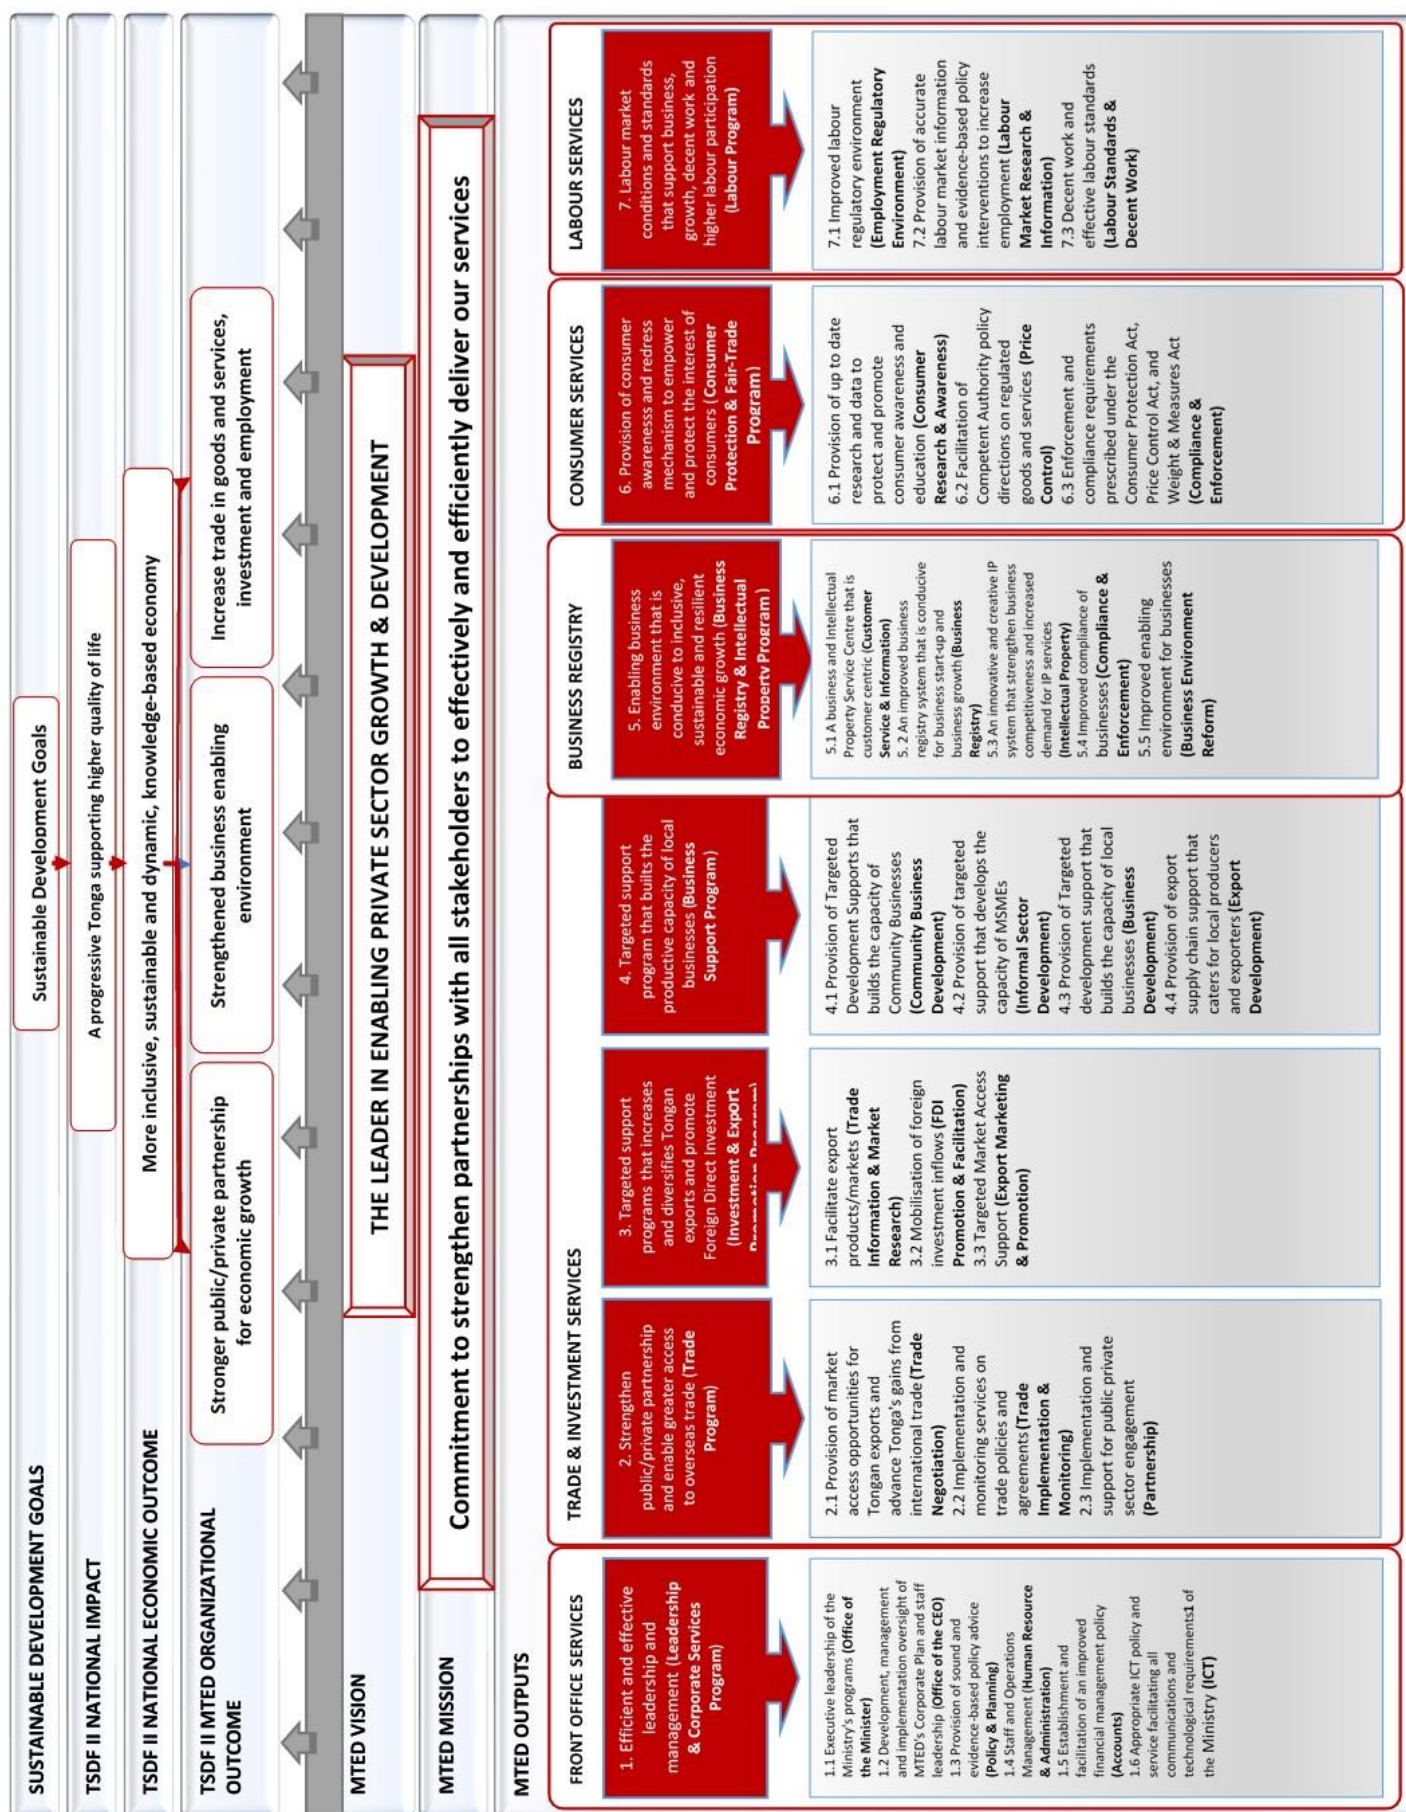 SUSTAINABLE DEVELOPMENT GOALS
Sustainable Development Goals
TSDF II NATIONAL IMPACT
A progressive Tonga supporting higher quality of life
TSDF II NATIONAL ECONOMIC OUTCOME
More inclusive, sustainable and dynamic, knowledge-based economy
TSDF II MTED ORGANIZATIONAL
OUTCOME
Stronger public/private partnership
for economic growth
Strengthened business enabling
environment
Increase trade in goods and services,
investment and employment
MTED VISION
THE LEADER IN ENABLING PRIVATE SECTOR GROWTH & DEVELOPMENT
MTED MISSION
Commitment to strengthen partnerships with all stakeholders to effectively and efficiently deliver our services
MTED OUTPUTS
FRONT OFFICE SERVICES
1. Efficient and effective
leadership and
management (Leadership
& Corporate Services
Program)
1.1 Executive leadership of the
Ministry's programs (Office of
the Minister)
1.2 Development, management
and implementation oversight of
MTED's Corporate Plan and staff
leadership (Office of the CEO)
1.3 Provision of sound and
evidence-based policy advice
(Policy & Planning)
1.4 Staff and Operations
Management (Human Resource
& Administration)
1.5 Establishment and
facilitation of an improved
financial management policy
(Accounts)
1.6 Appropriate ICT policy and
service facilitating all
communications and
technological requirements1 of
the Ministry (ICT)
TRADE & INVESTMENT SERVICES
2. Strengthen
public/private partnership
and enable greater access
to overseas trade (Trade
Program)
2.1 Provision of market
access opportunities for
Tongan exports and
advance Tonga's gains from
international trade (Trade
Negotiation)
2.2 Implementation and
monitoring services on
trade policies and
agreements (Trade
Implementation &
Monitoring)
2.3 Implementation and
support for public private
sector engagement
(Partnership)
3. Targeted support
programs that increases
and diversifies Tongan
exports and promote
Foreign Direct Investment
(Investment & Export
Promotion Program)
3.1 Facilitate export
products/markets (Trade
Information & Market
Research)
3.2 Mobilisation of foreign
investment inflows (FDI
Promotion & Facilitation)
3.3 Targeted Market Access
Support (Export Marketing
& Promotion)
4. Targeted support
program that builts the
productive capacity of local
businesses (Business
Support Program)
4.1 Provision of Targeted
Development Supports that
builds the capacity of
Community Businesses
(Community Business
Development)
4.2 Provision of targeted
support that develops the
capacity of MSMEs
(Informal Sector
Development)
4.3 Provision of Targeted
development support that
builds the capacity of local
businesses (Business
Development)
4.4 Provision of export
supply chain support that
caters for local producers
and exporters (Export
Development)
BUSINESS REGISTRY
5. Enabling business
environment that is
conducive to inclusive,
sustainable and resilient
economic growth (Business
Registry & Intellectual
Property Program)
5.1 A business and Intellectual
Property Service Centre that is
customer centric (Customer
Service & Information)
5. 2 An improved business
registry system that is conducive
for business start-up and
business growth (Business
Registry)
5.3 An innovative and creative IP
system that strengthen business
competitiveness and increased
demand for IP services
(Intellectual Property)
5.4 Improved compliance of
businesses (Compliance &
Enforcement)
5.5 Improved enabling
environment for businesses
(Business Environment
Reform)
CONSUMER SERVICES
6. Provision of consumer
awarenesss and redress
mechanism to empower
and protect the interest of
consumers (Consumer
Protection & Fair-Trade
Program)
6.1 Provision of up to date
research and data to
protect and promote
consumer awareness and
education (Consumer
Research & Awareness)
6.2 Facilitation of
Competent Authority policy
directions on regulated
goods and services (Price
Control)
6.3 Enforcement and
compliance requirements
prescribed under the
Consumer Protection Act,
Price Control Act, and
Weight & Measures Act
(Compliance &
Enforcement)
LABOUR SERVICES
7. Labour market
conditions and standards
that support business,
growth, decent work and
higher labour participation
(Labour Program)
7.1 Improved labour
regulatory environment
(Employment Regulatory
Environment)
7.2 Provision of accurate
labour market information
and evidence-based policy
interventions to increase
employment (Labour
Market Research &
Information)
7.3 Decent work and
effective labour standards
(Labour Standards &
Decent Work)